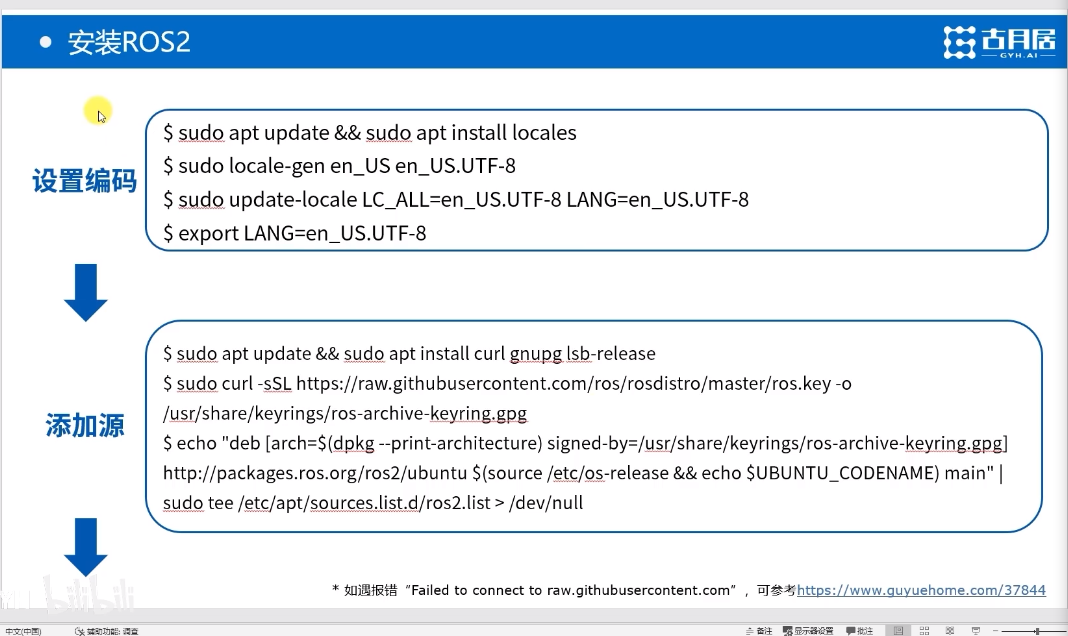 • 安装ROS2
古月居
GYH.AI
设置编码
$ sudo apt update && sudo apt install locales
$ sudo locale-gen en_US en_US.UTF-8
$ sudo update-locale LC_ALL=en_US.UTF-8 LANG=en_US.UTF-8
$ export LANG=en_US.UTF-8
添加源
$ sudo apt update && sudo apt install curl gnupg lsb-release
$ sudo curl -sSL https://raw.githubusercontent.com/ros/rosdistro/master/ros.key -o
/usr/share/keyrings/ros-archive-keyring.gpg
$ echo "deb [arch=$(dpkg --print-architecture) signed-by=/usr/share/keyrings/ros-archive-keyring.gpg]
http://packages.ros.org/ros2/ubuntu $(source /etc/os-release && echo $UBUNTU_CODENAME) main" |
sudo tee /etc/apt/sources.list.d/ros2.list > /dev/null
* 如遇报错“Failed to connect to raw.githubusercontent.com”，可参考https://www.guyuehome.com/37844
bilibili
中文(中国) 辅助功能: 调查 备注 显示器设置 批注